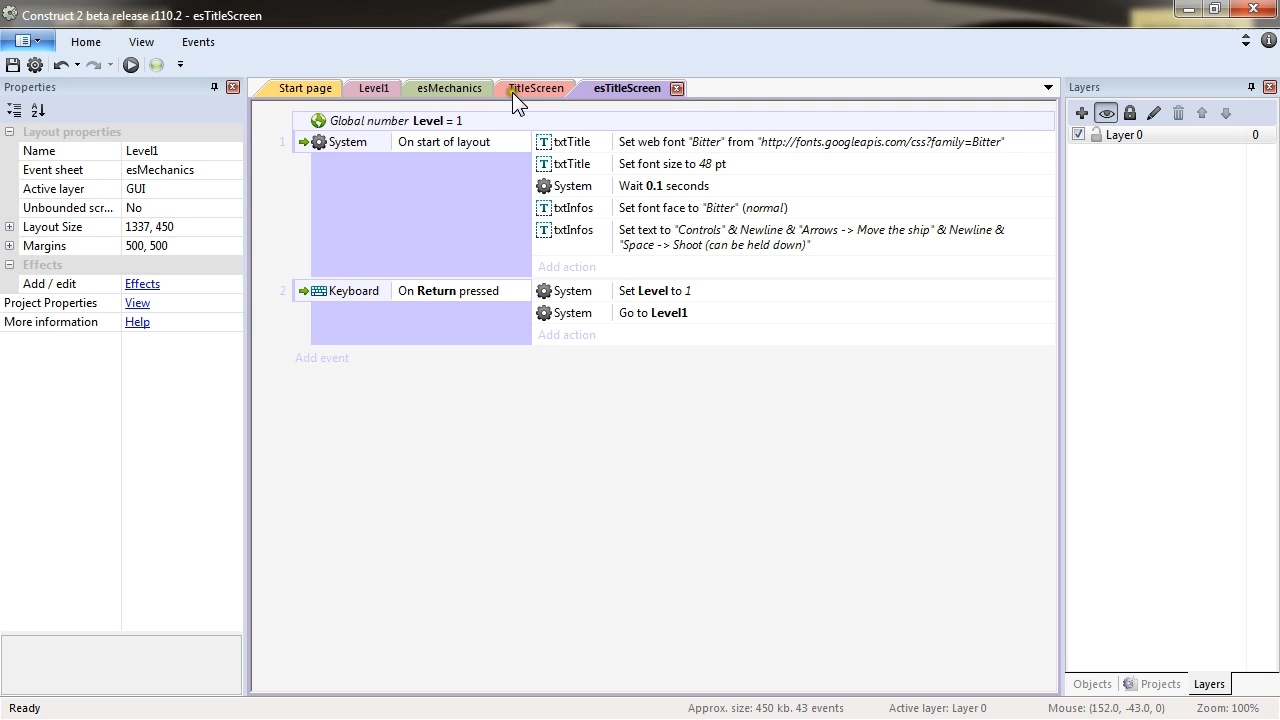 Construct 2 beta release r110.2 - esTitleScreen
Home View Events
Properties
Layout properties
Name Level1
Event sheet esMechanics
Active layer GUI
Unbounded scr... No
Layout Size 1337, 450
Margins 500, 500
Effects
Add / edit Effects
Project Properties View
More information Help
Start page Level1 esMechanics TitleScreen esTitleScreen
Global number Level = 1
1 System On start of layout T txtTitle Set web font "Bitter" from "http://fonts.googleapis.com/css?family=Bitter"
T txtTitle Set font size to 48 pt
System Wait 0.1 seconds
T txtInfos Set font face to "Bitter" (normal)
T txtInfos Set text to "Controls" & Newline & "Arrows -> Move the ship" & Newline &
"Space -> Shoot (can be held down)"
Add action
2 Keyboard On Return pressed System Set Level to 1
System Go to Level1
Add action
Add event
Layers
Layer 0 0
Objects Projects Layers
Ready Approx. size: 450 kb. 43 events Active layer: Layer 0 Mouse: (152.0, -43.0, 0) Zoom: 100%